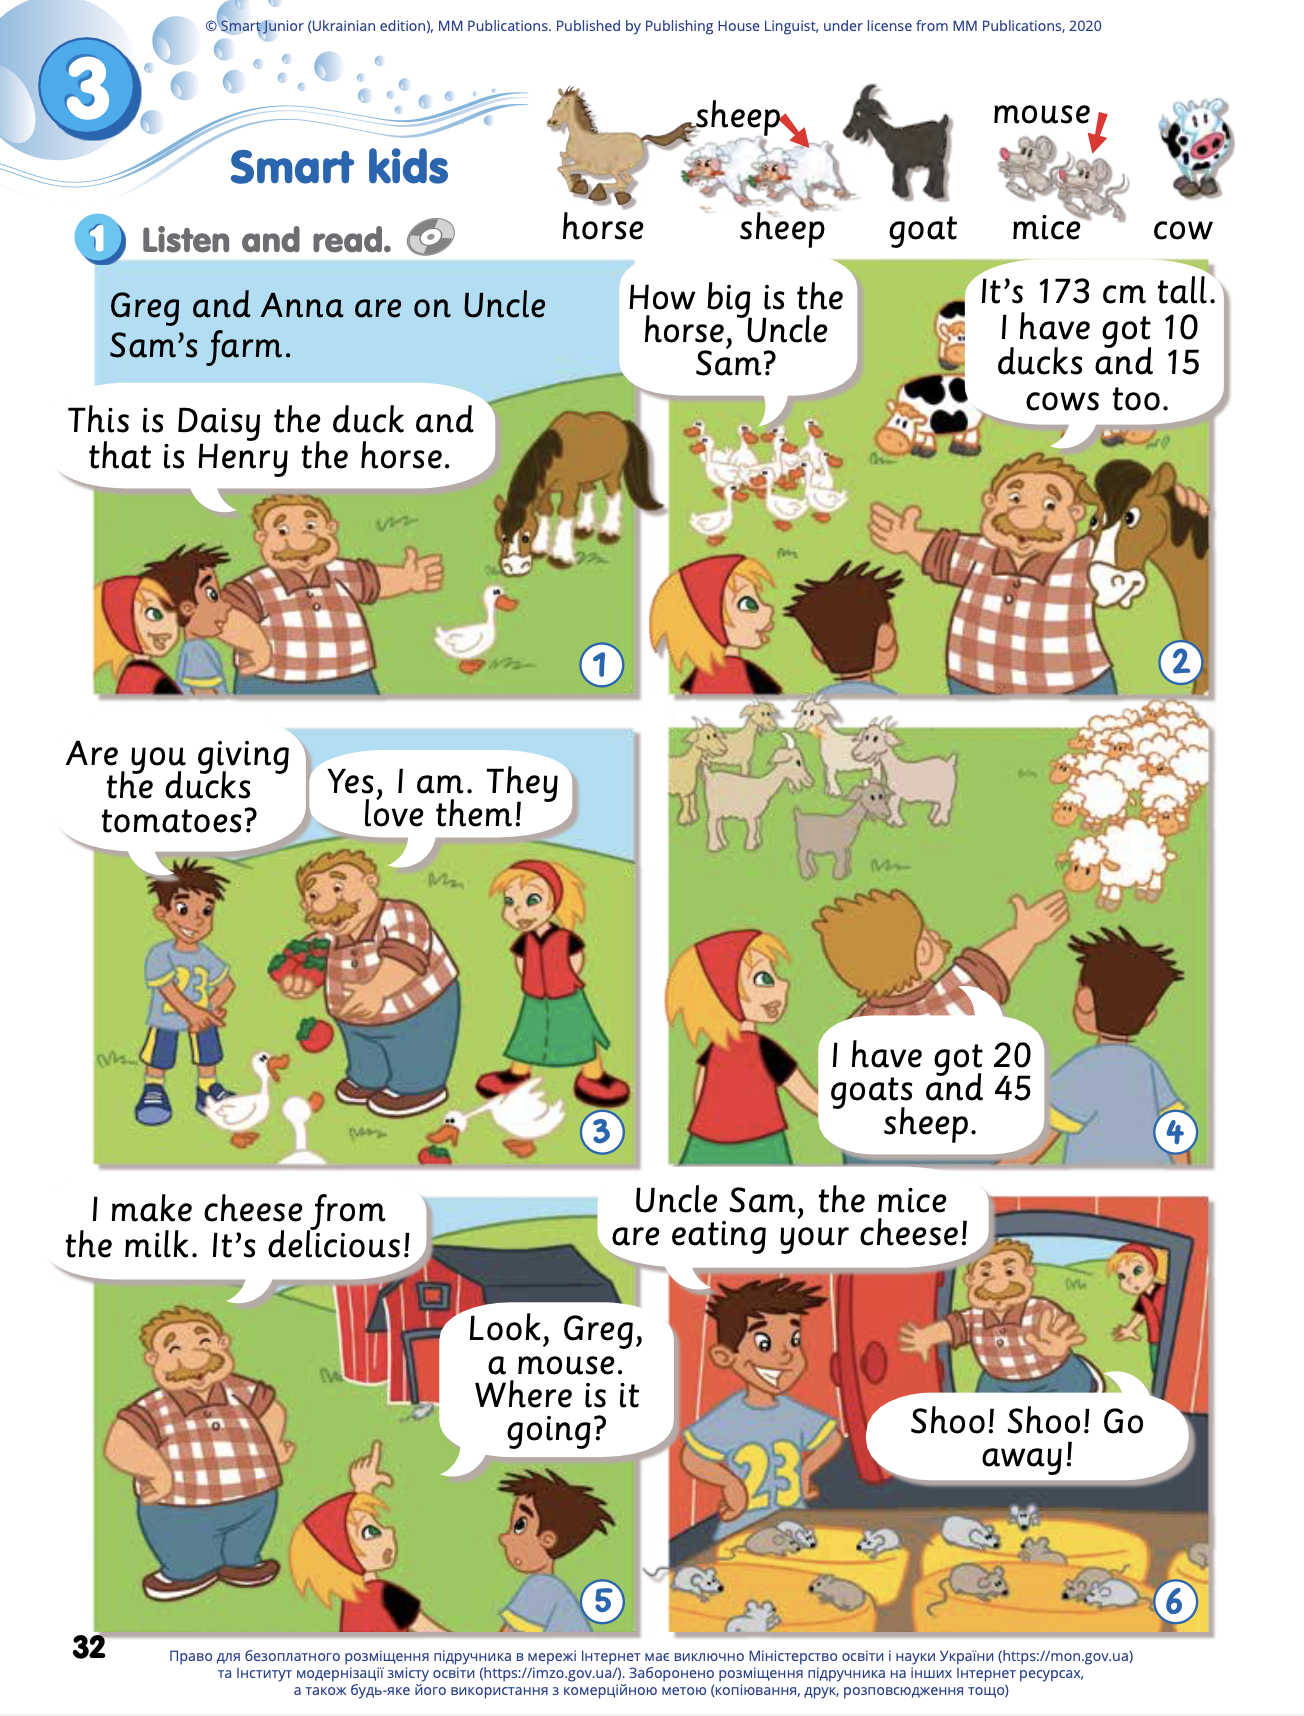 © Smart Junior (Ukrainian edition), MM Publications. Published by Publishing House Linguist, under license from MM Publications, 2020
3
Smart kids
sheep
mouse
horse
sheep
goat
mice
cow
1 Listen and read.
Greg and Anna are on Uncle
Sam's farm.
This is Daisy the duck and
that is Henry the horse.
1
How big is the
horse, Uncle
Sam?
It's 173 cm tall.
I have got 10
ducks and 15
cows too.
2
Are you giving
the ducks
tomatoes?
Yes, I am. They
love them!
23
3
I have got 20
goats and 45
sheep.
4
I make cheese from
the milk. It's delicious!
Look, Greg,
a mouse.
Where is it
going?
5
Uncle Sam, the mice
are eating your cheese!
Shoo! Shoo! Go
away!
23
6
32
Право для безоплатного розміщення підручника в мережі Інтернет має виключно Міністерство освіти і науки України (https://mon.gov.ua)
та Інститут модернізації змісту освіти (https://imzo.gov.ua/). Заборонено розміщення підручника на інших Інтернет ресурсах,
а також будь-яке його використання з комерційною метою (копіювання, друк, розповсюдження тощо)